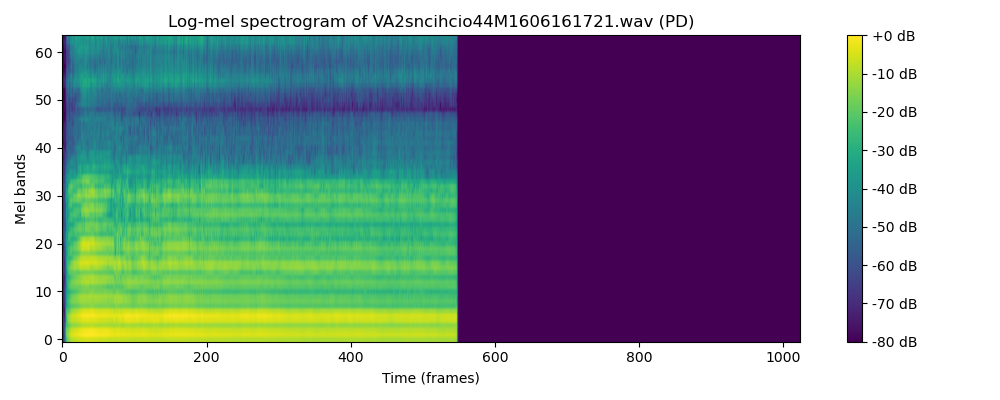 Log-mel spectrogram of VA2sncihcio44M1606161721.wav (PD)
Mel bands
60
50
40
30
20
10
0
0 200 400 600 800 1000
Time (frames)
+0 dB
-10 dB
-20 dB
-30 dB
-40 dB
-50 dB
-60 dB
-70 dB
-80 dB